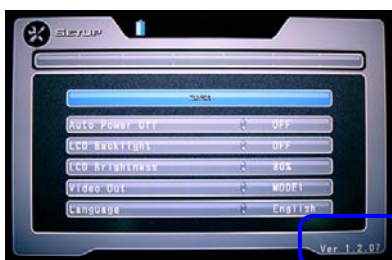 SETUP
Auto Power Off OFF
LCD Backlight OFF
LCD Brightness 80%
Video Out MODE1
Language English
Ver 1.2.07